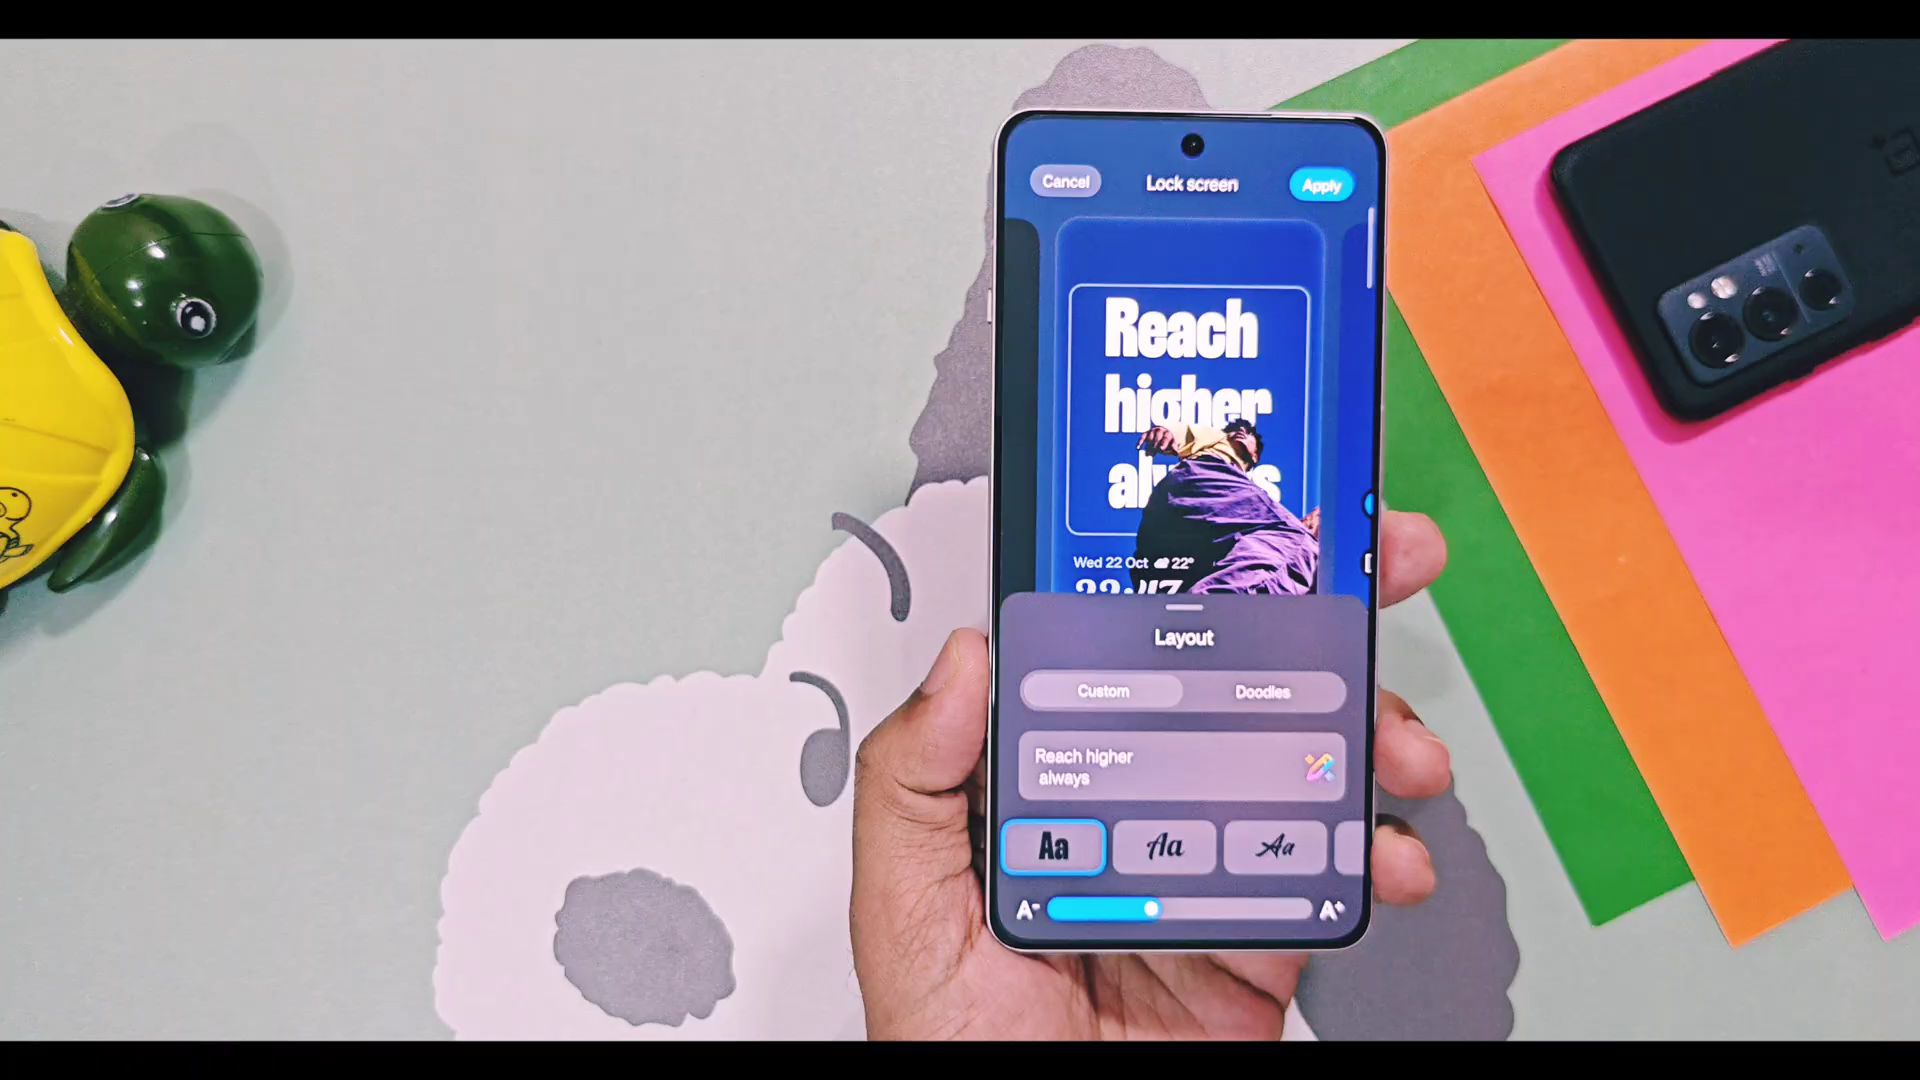 Cancel
Lock screen
Apply
Reach
higher
Wed 22 Oct 22°
Layout
Custom
Doodles
Reach higher
always
Aa
Aa
Aa
A-
A+